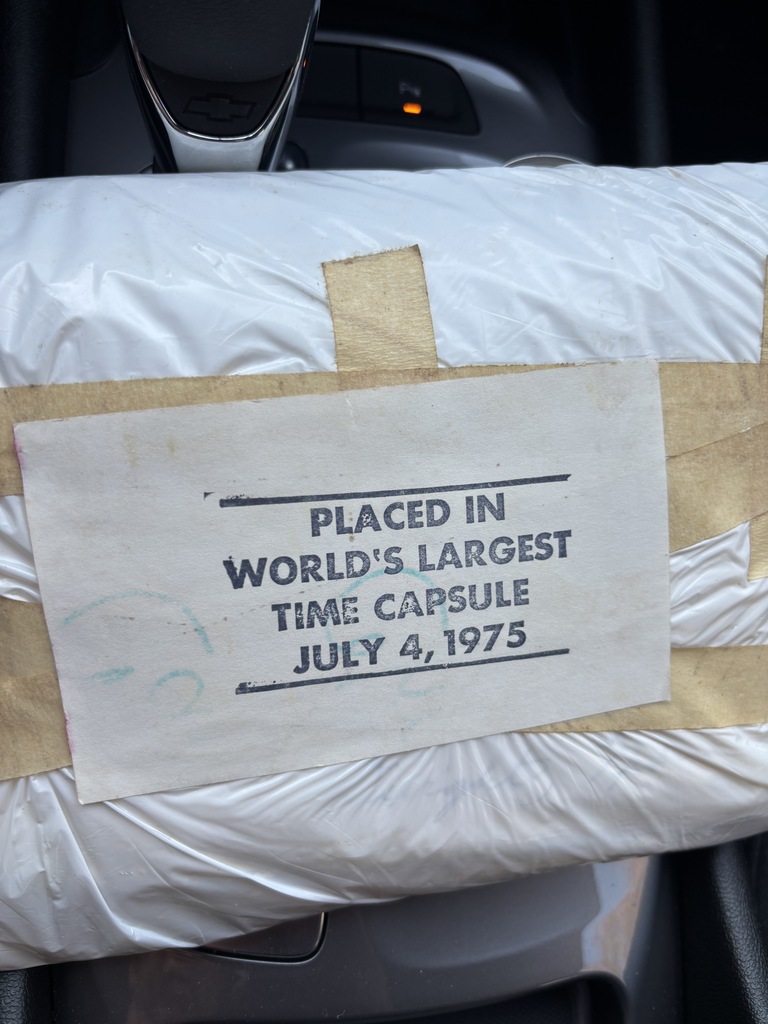 PLACED IN
WORLD'S LARGEST
TIME CAPSULE
JULY 4, 1975